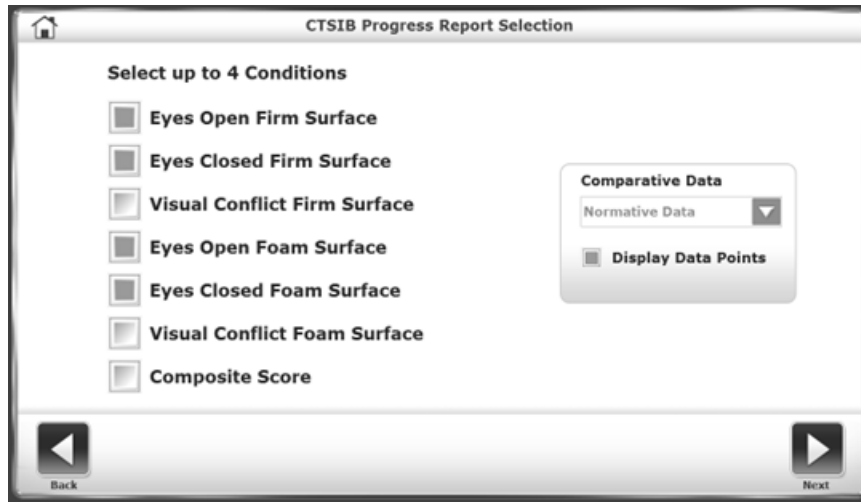 CTSIB Progress Report Selection
Select up to 4 Conditions
Eyes Open Firm Surface
Eyes Closed Firm Surface
Visual Conflict Firm Surface
Eyes Open Foam Surface
Eyes Closed Foam Surface
Visual Conflict Foam Surface
Composite Score
Comparative Data
Normative Data
Display Data Points
Back
Next